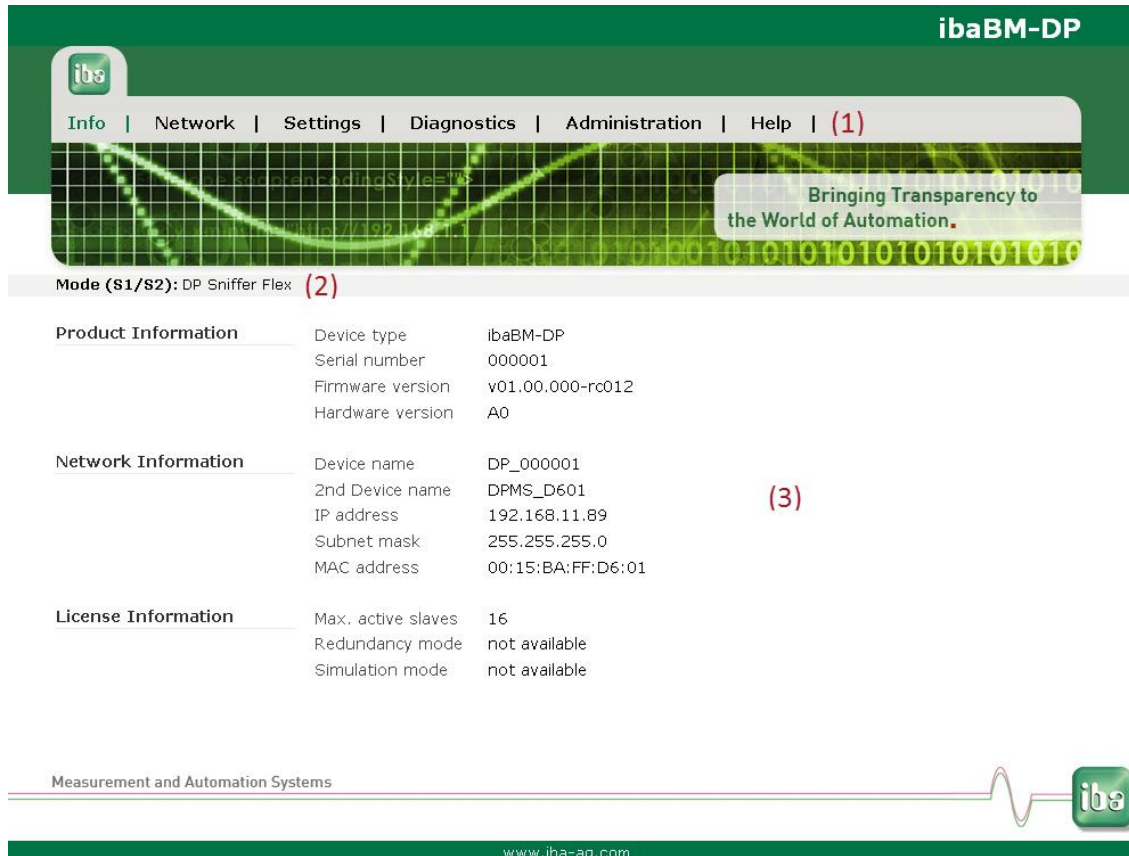 ibaBM-DP
iba
Info | Network | Settings | Diagnostics | Administration | Help | (1)
Bringing Transparency to
the World of Automation.
Mode (S1/S2): DP Sniffer Flex (2)
Product Information Device type ibaBM-DP
Serial number 000001
Firmware version v01.00.000-rc012
Hardware version A0
Network Information Device name DP_000001
2nd Device name DPMS_D601
(3)
IP address 192.168.11.89
Subnet mask 255.255.255.0
MAC address 00:15:BA:FF:D6:01
License Information Max. active slaves 16
Redundancy mode not available
Simulation mode not available
Measurement and Automation Systems
iba
www.iba-ag.com